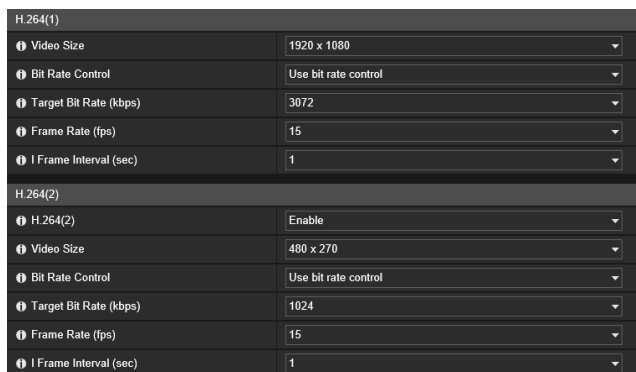 H.264(1)
Video Size 1920 x 1080
Bit Rate Control Use bit rate control
Target Bit Rate (kbps) 3072
Frame Rate (fps) 15
I Frame Interval (sec) 1
H.264(2)
H.264(2) Enable
Video Size 480 x 270
Bit Rate Control Use bit rate control
Target Bit Rate (kbps) 1024
Frame Rate (fps) 15
I Frame Interval (sec) 1